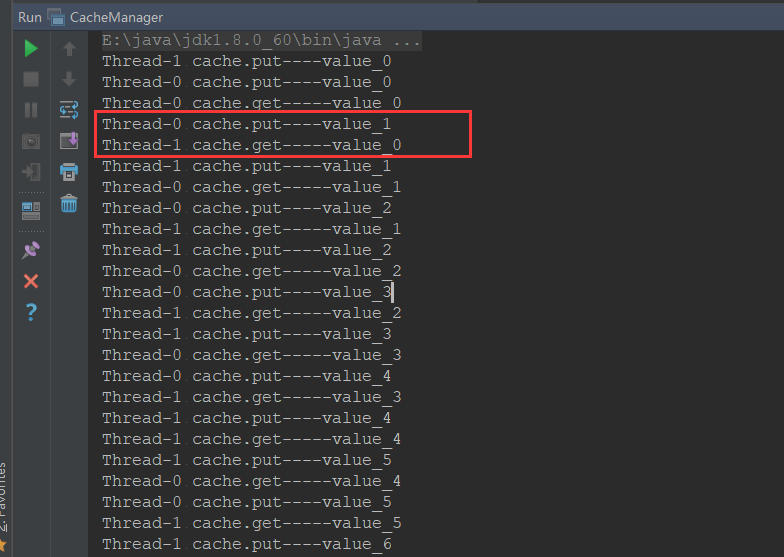 Run CacheManager
E:\java\jdk1.8.0_60\bin\java ...
Thread-1 cache.put----value_0
Thread-0 cache.put----value_0
Thread-0 cache.get-----value_0
Thread-0 cache.put----value_1
Thread-1 cache.get-----value_0
Thread-1 cache.put----value_1
Thread-0 cache.get-----value_1
Thread-0 cache.put----value_2
Thread-1 cache.get-----value_1
Thread-1 cache.put----value_2
Thread-0 cache.get-----value_2
Thread-0 cache.put----value_3
Thread-1 cache.get-----value_2
Thread-1 cache.put----value_3
Thread-0 cache.get-----value_3
Thread-0 cache.put----value_4
Thread-1 cache.get-----value_3
Thread-1 cache.put----value_4
Thread-1 cache.get-----value_4
Thread-1 cache.put----value_5
Thread-0 cache.get-----value_4
Thread-0 cache.put----value_5
Thread-1 cache.get-----value_5
Thread-1 cache.put----value_6
2: Favorites